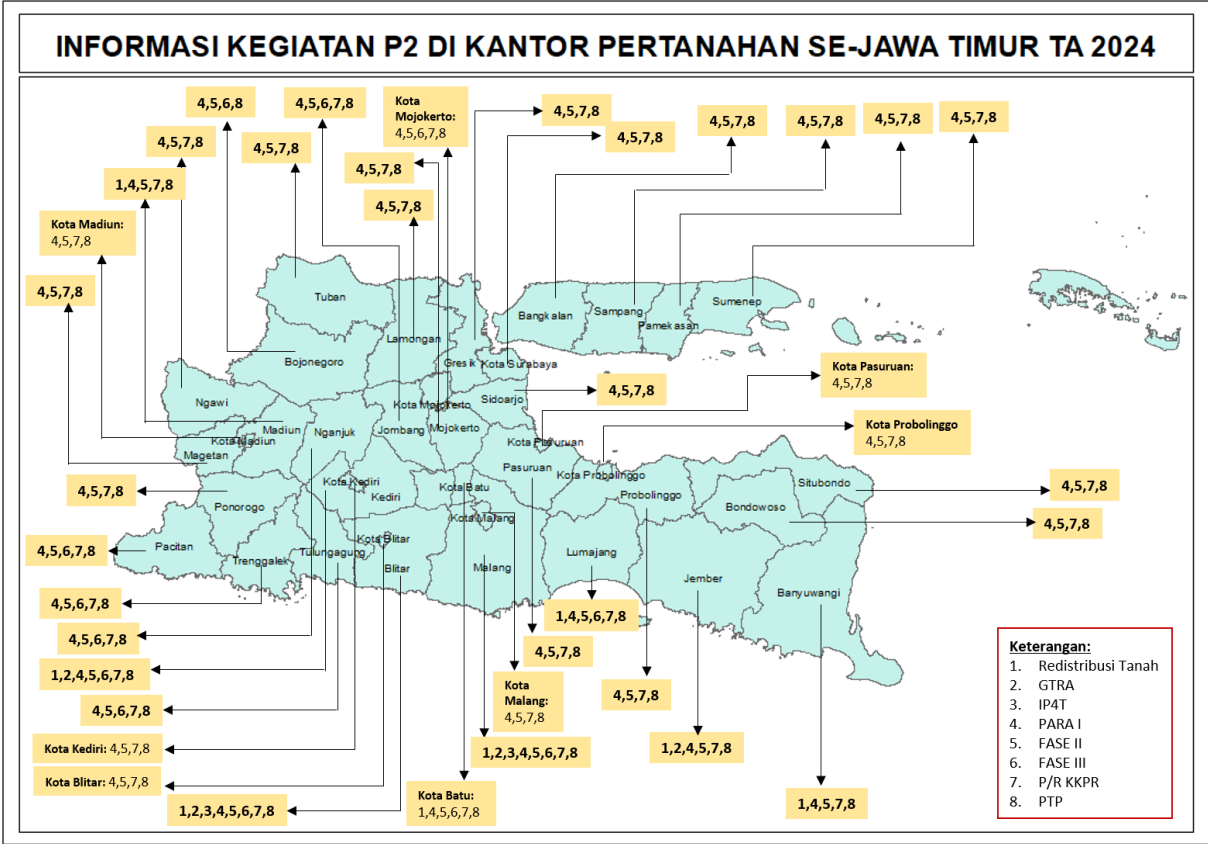 INFORMASI KEGIATAN P2 DI KANTOR PERTANAHAN SE-JAWA TIMUR TA 2024
4,5,6,8
4,5,6,7,8
Kota
Mojokerto:
4,5,6,7,8
4,5,7,8
4,5,7,8
4,5,7,8
4,5,7,8
4,5,7,8
4,5,7,8
4,5,7,8
4,5,7,8
4,5,7,8
1,4,5,7,8
4,5,7,8
Kota Madiun:
4,5,7,8
4,5,7,8
4,5,7,8
Tuban
Bangkalan
Sampang
Pamekasan
Sumenep
Lamongan
Bojonegoro
Gresik
Kota Surabaya
Kota Pasuruan:
4,5,7,8
4,5,7,8
Ngawi
Kota Mojokerto
Sidoarjo
Kota Probolinggo
4,5,7,8
Madiun
Nganjuk
Jombang
Mojokerto
Kota Madiun
Magetan
Kota Pasuruan
Pasuruan
Kota Probolinggo
Probolinggo
Situbondo
4,5,7,8
4,5,7,8
Kota Kediri
Kediri
Kota Batu
Ponorogo
Bondowoso
4,5,7,8
Kota Malang
Pacitan
4,5,6,7,8
Trenggalek
Tulungagung
Kota Blitar
Blitar
Malang
Lumajang
Jember
Banyuwangi
4,5,6,7,8
1,4,5,6,7,8
4,5,6,7,8
4,5,7,8
1,2,4,5,6,7,8
Kota
Malang:
4,5,7,8
4,5,7,8
4,5,6,7,8
Kota Kediri: 4,5,7,8
1,2,3,4,5,6,7,8
1,2,4,5,7,8
Kota Blitar: 4,5,7,8
1,2,3,4,5,6,7,8
Kota Batu:
1,4,5,6,7,8
1,4,5,7,8
Keterangan:
1. Redistribusi Tanah
2. GTRA
3. IP4T
4. PARA I
5. FASE II
6. FASE III
7. P/R KKPR
8. PTP